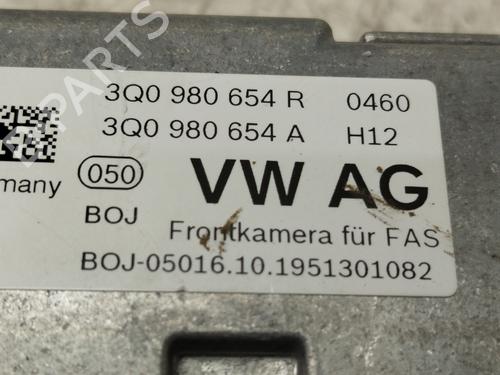 3Q0 980 654 R 0460
3Q0 980 654 A H12
many 050 VW AG
BOJ Frontkamera für FAS
BOJ-05016.10.1951301082
B-PARTS